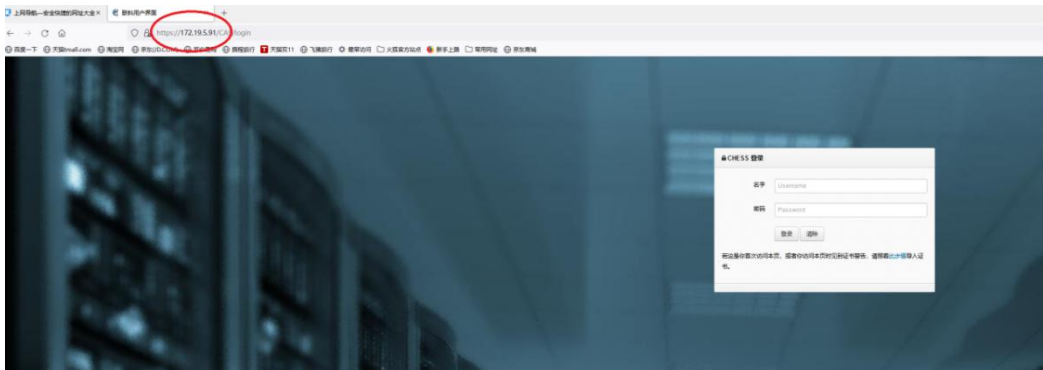 上网导航—安全快捷的网址大全 ×
联科用户界面
+
https://172.19.5.91/CA login
百度一下 天猫tmall.com 淘宝网 京东JD.COM 携程旅行 天猫双11 飞猪旅行 最常访问 火狐官方站点 新手上路 常用网址 京东商城
CHESS 登录
名字 Username
密码 Password
登录 清除
若这是你首次访问本页，或者你访问本页时见到证书警告，请照着此步骤导入证
书。